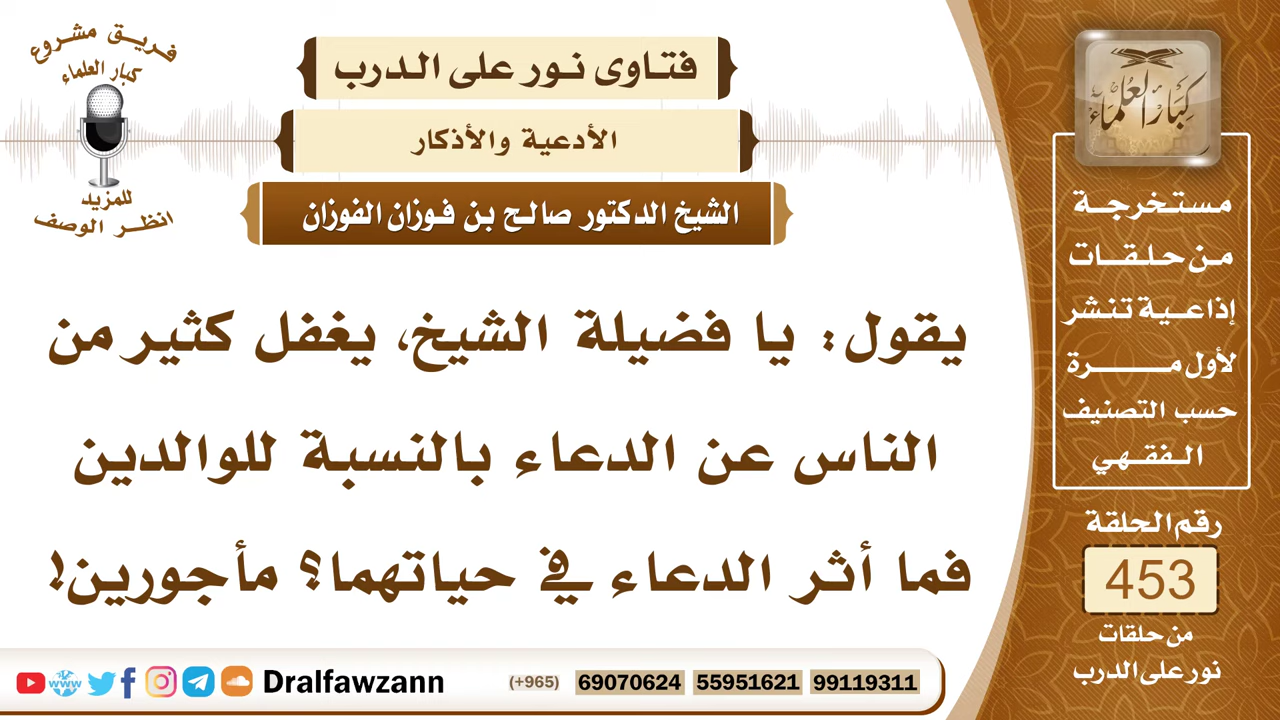 فريق مشروع
كبار العلماء
للمزيد
انظر الوصف
فتاوى نور على الدرب
الأدعية والأذكار
الشيخ الدكتور صالح بن فوزان الفوزان
يقول: يا فضيلة الشيخ، يغفل كثير من
الناس عن الدعاء بالنسبة للوالدين
فما أثر الدعاء في حياتهما؟ مأجورين!
كبار العلماء
مستخرجة
من حلقات
إذاعية تنشر
لأول مرة
حسب التصنيف
الفقهي
رقم الحلقة
453
من حلقات
نور على الدرب
www Dralfawzann (+965) 69070624 55951621 99119311